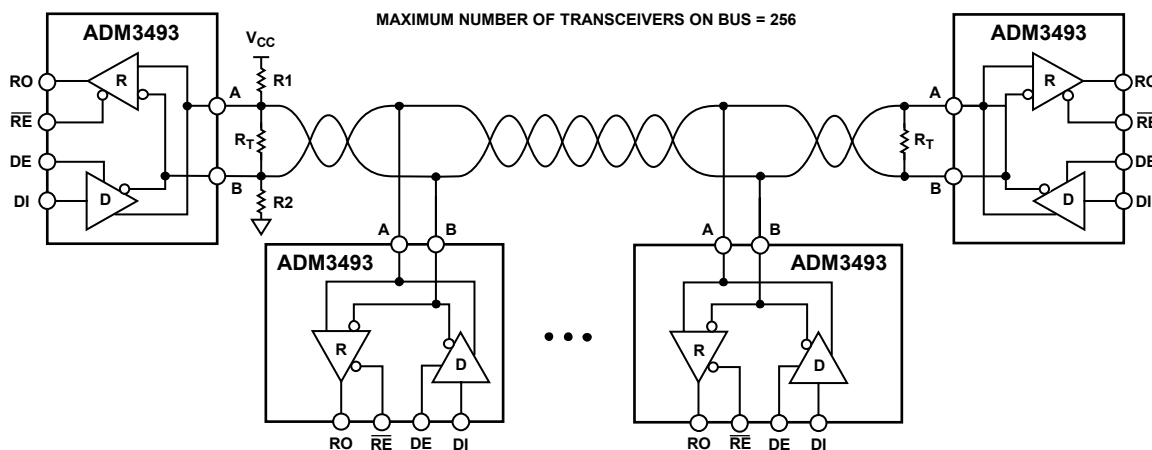 MAXIMUM NUMBER OF TRANSCEIVERS ON BUS = 256
ADM3493
RO
R
RE
DE
DI
D
A
B
VCC
R1
RT
R2
ADM3493
A
B
R
D
RO
RE
DE
DI
ADM3493
A
B
R
D
RO
RE
DE
DI
ADM3493
A
B
RT
R
D
RO
RE
DE
DI